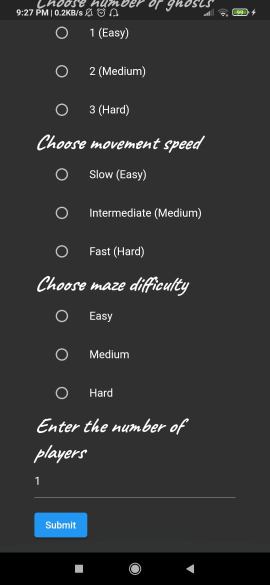 Choose number of ghosts
9:27 PM | 0.2KB/s
99
1 (Easy)
2 (Medium)
3 (Hard)
Choose movement speed
Slow (Easy)
Intermediate (Medium)
Fast (Hard)
Choose maze difficulty
Easy
Medium
Hard
Enter the number of
players
1
Submit